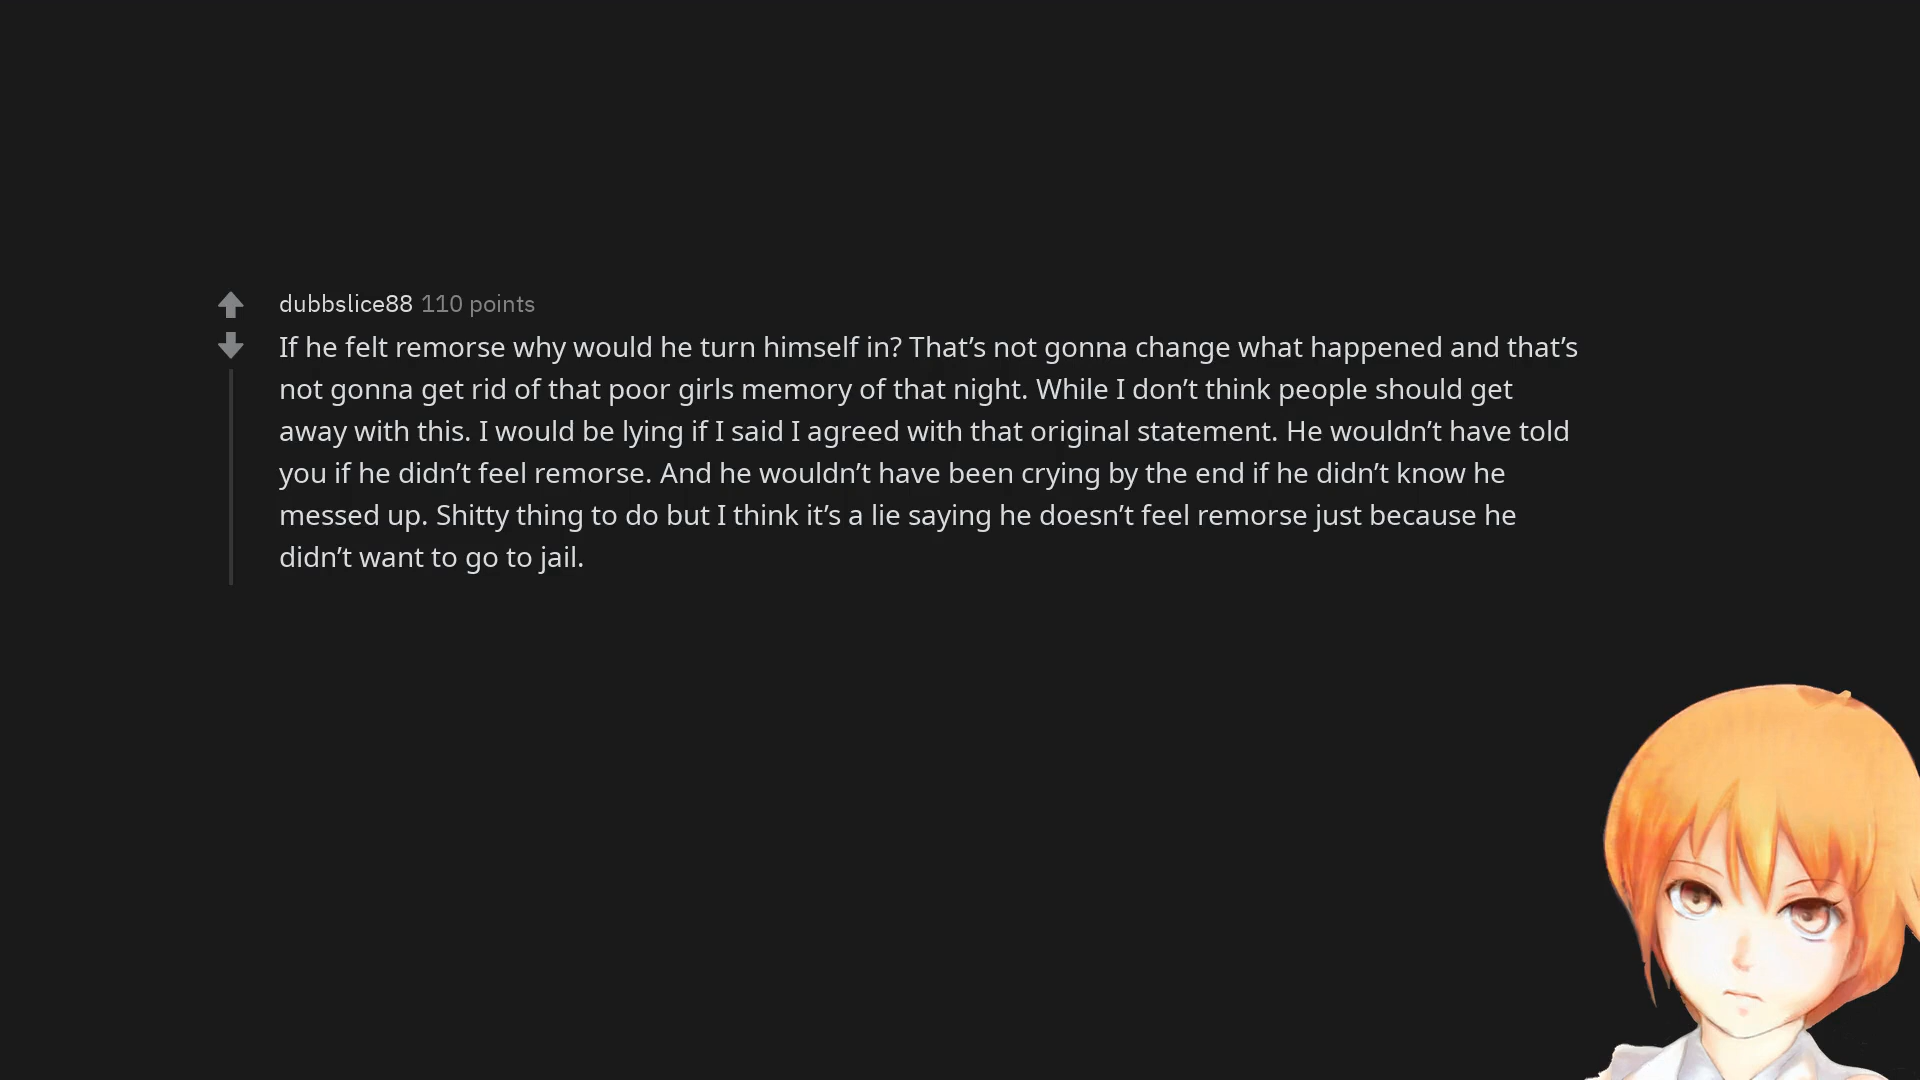 dubbslice88 110 points
If he felt remorse why would he turn himself in? That’s not gonna change what happened and that’s
not gonna get rid of that poor girls memory of that night. While I don’t think people should get
away with this. I would be lying if I said I agreed with that original statement. He wouldn’t have told
you if he didn’t feel remorse. And he wouldn’t have been crying by the end if he didn’t know he
messed up. Shitty thing to do but I think it’s a lie saying he doesn’t feel remorse just because he
didn’t want to go to jail.